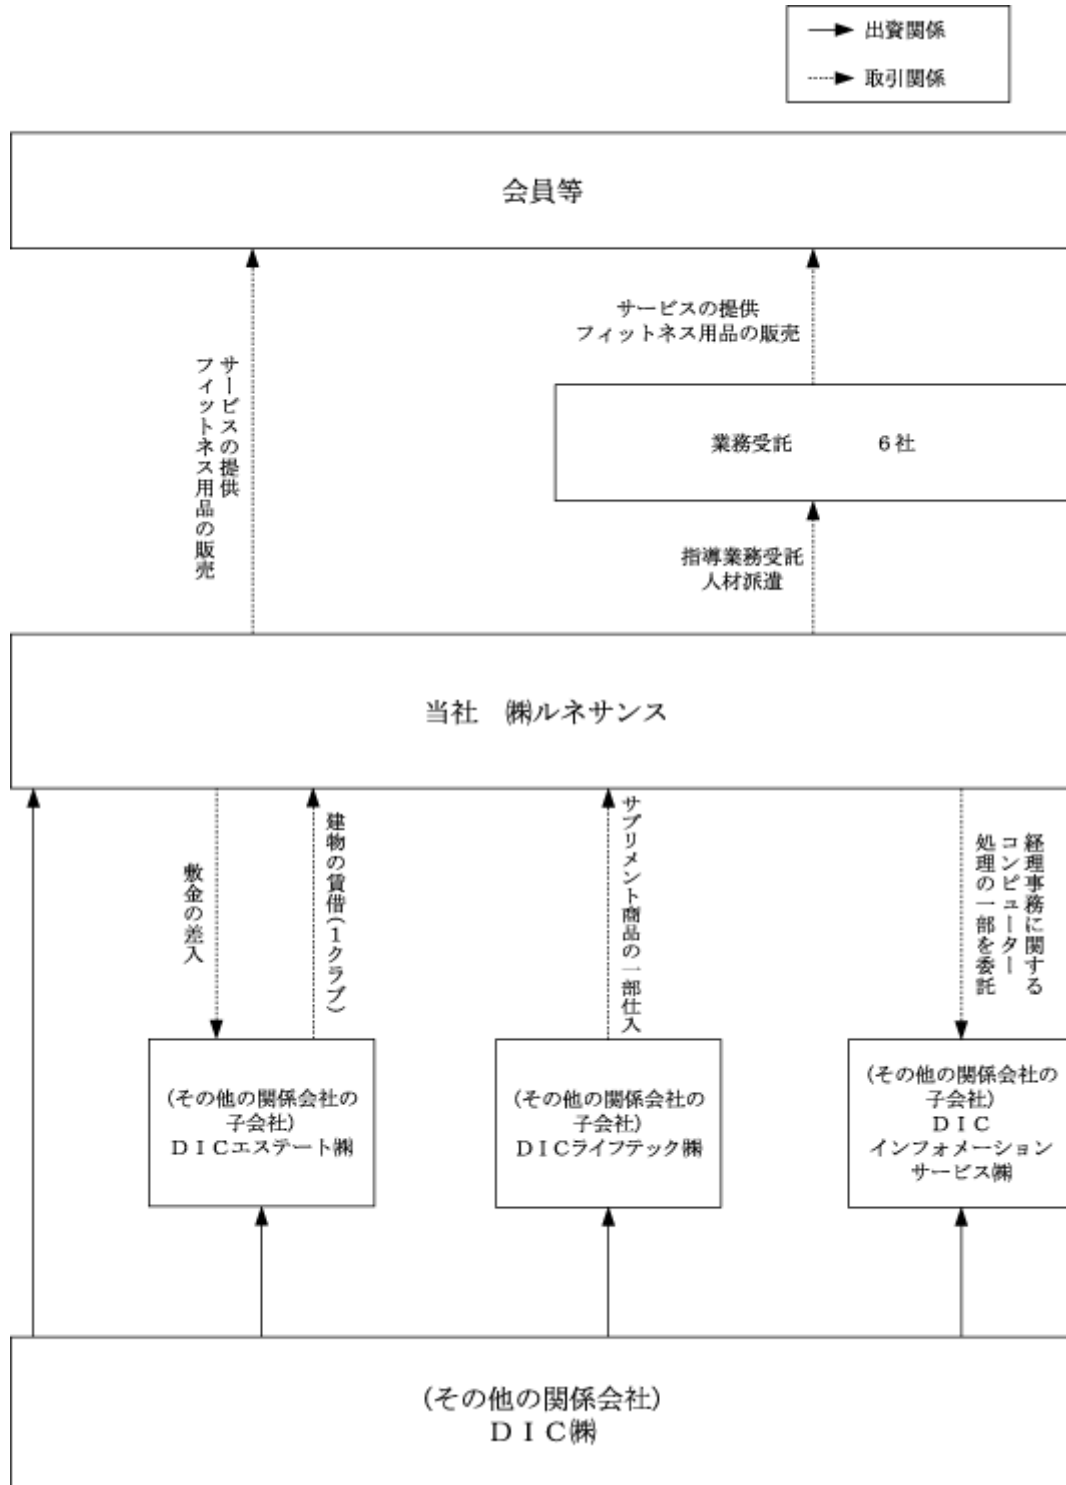 出資関係
取引関係
会員等
サービスの提供
フィットネス用品の販売
サービスの提供
フィットネス用品の販売
業務受託　　　　６社
指導業務受託
人材派遣
当社　㈱ルネサンス
敷金の差入
建物の賃借(１クラブ)
サプリメント商品の一部仕入
経理事務に関する
コンピューター
処理の一部を委託
(その他の関係会社の
子会社)
ＤＩＣエステート㈱
(その他の関係会社の
子会社)
ＤＩＣライフテック㈱
(その他の関係会社の
子会社)
ＤＩＣ
インフォメーション
サービス㈱
(その他の関係会社)
ＤＩＣ㈱